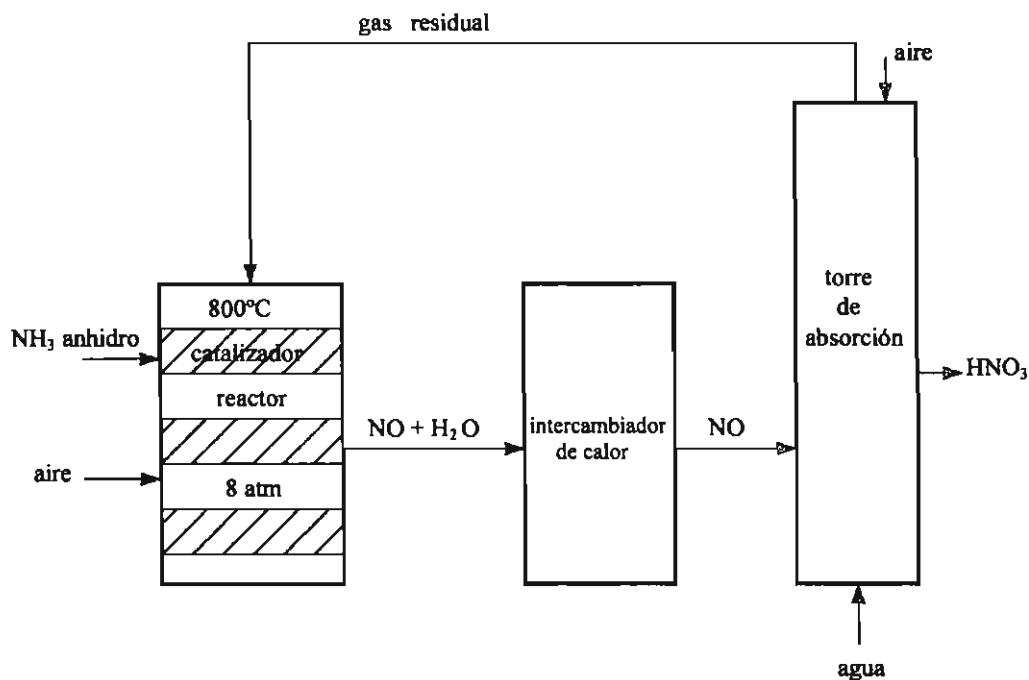 gas residual
aire
800ºC
NH₃ anhidro
catalizador
reactor
aire
8 atm
NO + H₂O
intercambiador
de calor
NO
torre
de
absorción
HNO₃
agua